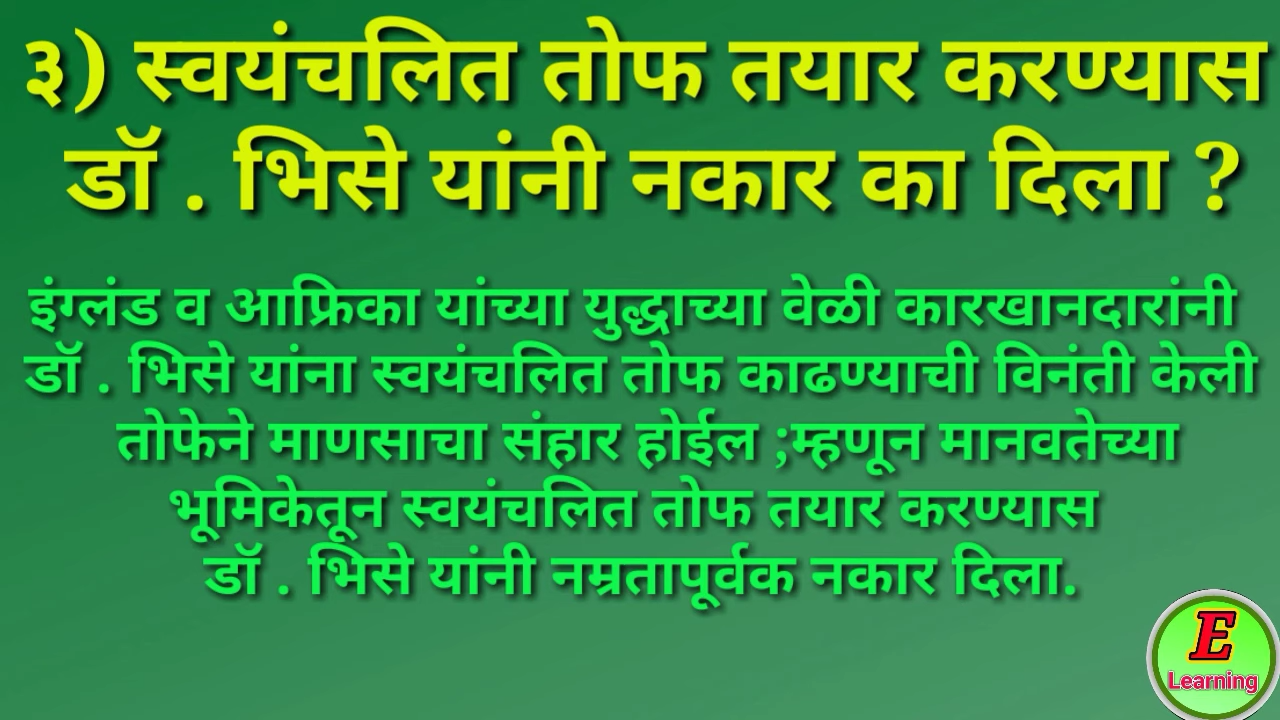 ३) स्वयंचलित तोफ तयार करण्यास
डॉ . भिसे यांनी नकार का दिला ?
इंग्लंड व आफ्रिका यांच्या युद्धाच्या वेळी कारखानदारांनी
डॉ . भिसे यांना स्वयंचलित तोफ काढण्याची विनंती केली
तोफेने माणसाचा संहार होईल ;म्हणून मानवतेच्या
भूमिकेतून स्वयंचलित तोफ तयार करण्यास
डॉ . भिसे यांनी नम्रतापूर्वक नकार दिला.
E
Learning